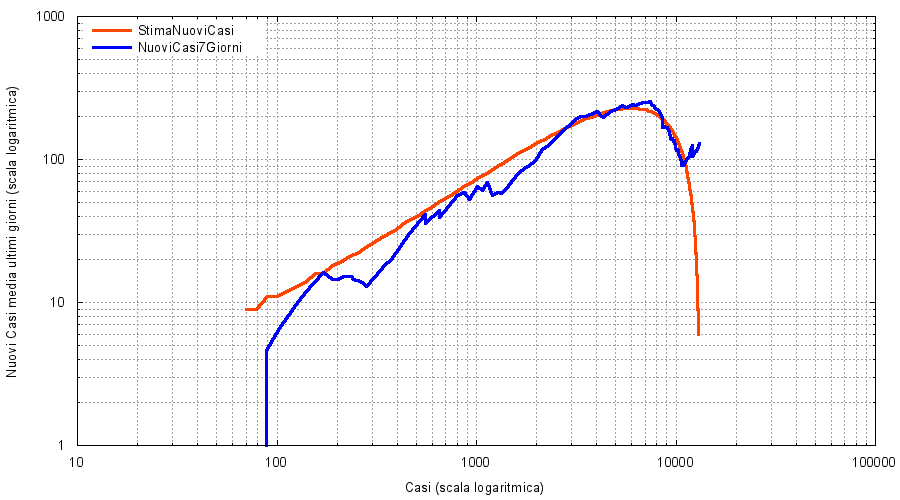 1000
100
10
1
StimaNuoviCasi
NuoviCasi7Giorni
Nuovi Casi media ultimi giorni (scala logaritmica)
10
100
1000
10000
100000
Casi (scala logaritmica)